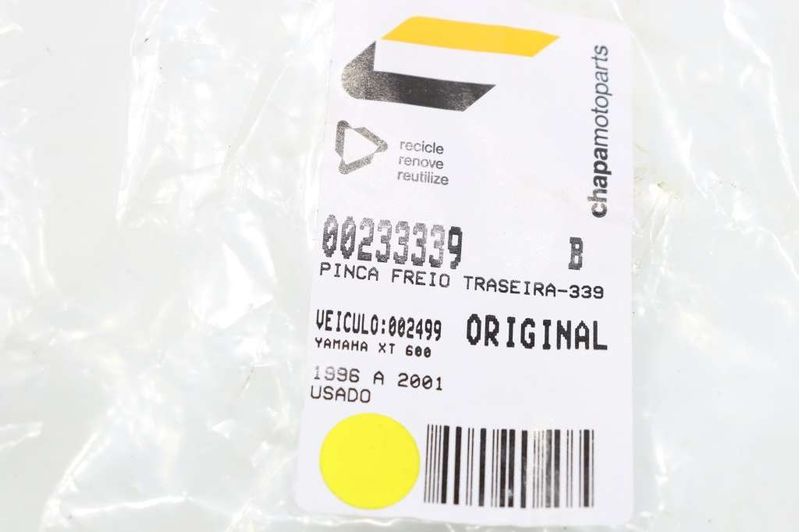 chapamotoparts
recicle
renove
reutilize
00233339 B
PINCA FREIO TRASEIRA-339
VEICULO:002499 ORIGINAL
YAMAHA XT 600
1996 A 2001
USADO